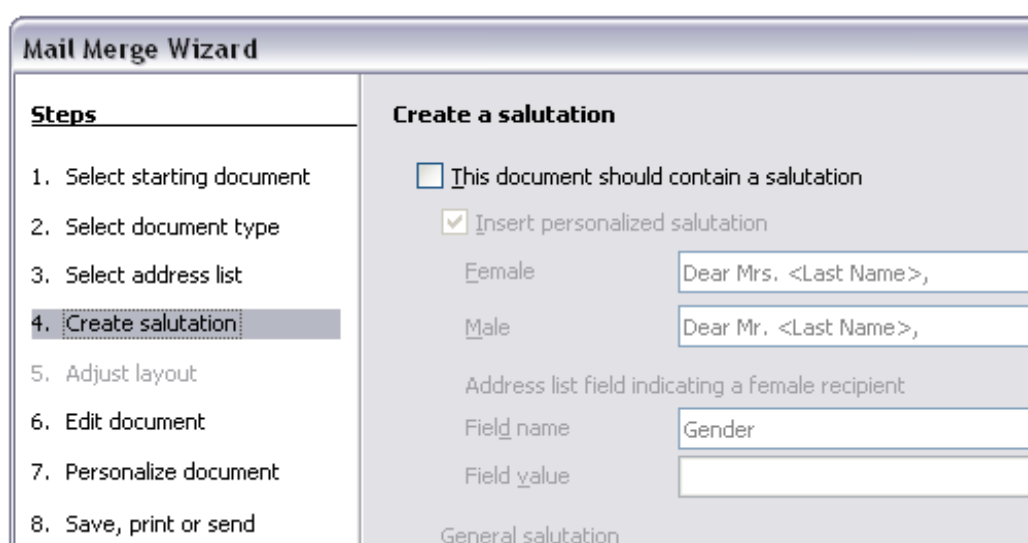 Mail Merge Wizard
Steps
1. Select starting document
2. Select document type
3. Select address list
4. Create salutation
5. Adjust layout
6. Edit document
7. Personalize document
8. Save, print or send
Create a salutation
This document should contain a salutation
Insert personalized salutation
Female Dear Mrs. <Last Name>,
Male Dear Mr. <Last Name>,
Address list field indicating a female recipient
Field name Gender
Field value
General salutation